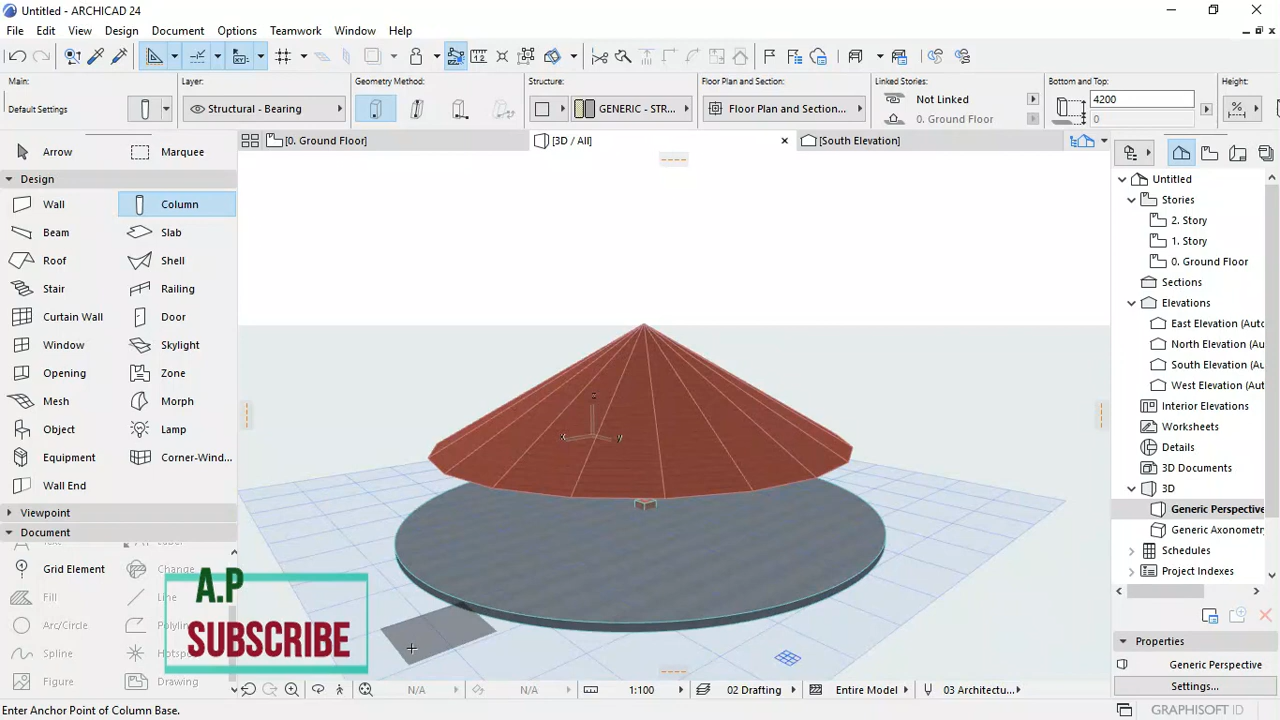 Untitled - ARCHICAD 24
File Edit View Design Document Options Teamwork Window Help
Main:
Layer:
Geometry Method:
Structure:
Floor Plan and Section:
Linked Stories:
Bottom and Top:
Height:
Default Settings
Structural - Bearing
GENERIC - STR...
Floor Plan and Section...
Not Linked
4200
0. Ground Floor
0
[0. Ground Floor]
[3D / All]
[South Elevation]
Arrow
Marquee
Design
Wall
Column
Beam
Slab
Roof
Shell
Stair
Railing
Curtain Wall
Door
Window
Skylight
Opening
Zone
Mesh
Morph
Object
Lamp
Equipment
Corner-Win...
Wall End
Viewpoint
Document
Grid Element
Change
Fill
Line
Arc/Circle
Spline
Figure
Drawing
A.P
SUBSCRIBE
x
y
Untitled
Stories
2. Story
1. Story
0. Ground Floor
Sections
Elevations
East Elevation (Auto
North Elevation (Au
South Elevation (Aut
West Elevation (Auto
Interior Elevations
Worksheets
Details
3D Documents
3D
Generic Perspective
Generic Axonometr
Schedules
Project Indexes
Properties
Generic Perspective
Settings...
N/A
N/A
1:100
02 Drafting
Entire Model
03 Architectu...
Enter Anchor Point of Column Base.
GRAPHISOFT ID